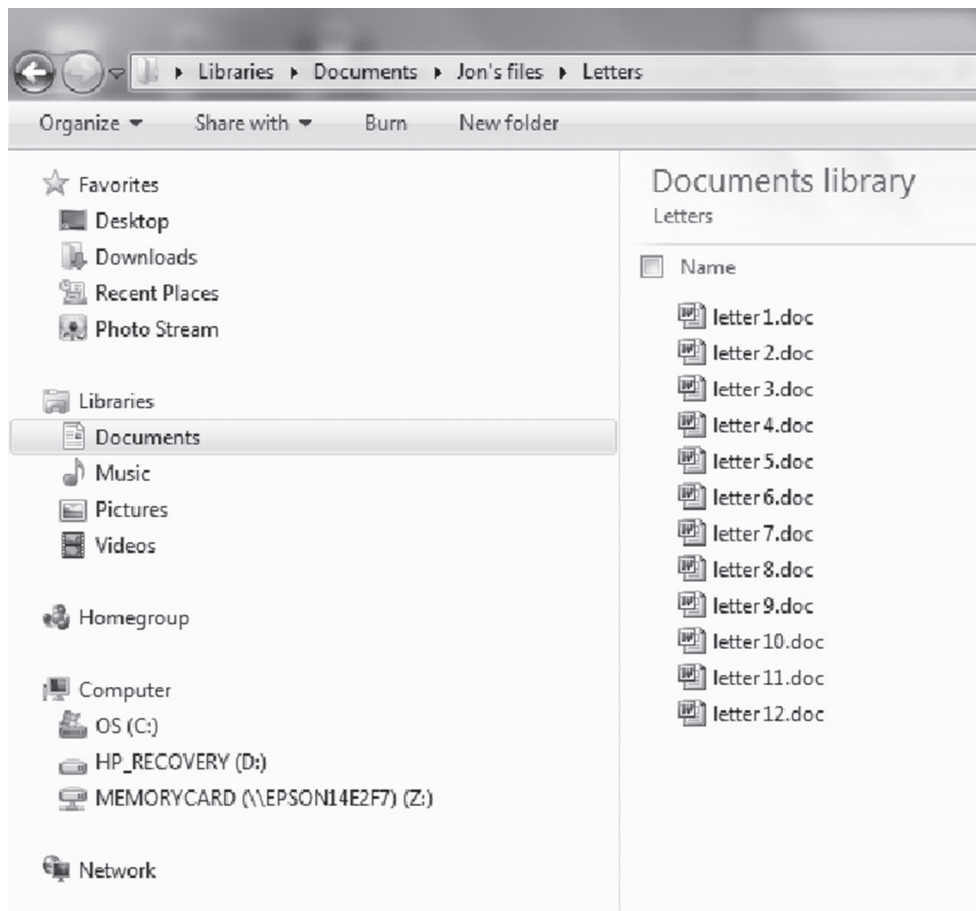 Libraries Documents Jon's files Letters
Organize Share with Burn New folder
Favorites
Desktop
Downloads
Recent Places
Photo Stream
Libraries
Documents
Music
Pictures
Videos
Homegroup
Computer
OS (C:)
HP_RECOVERY (D:)
MEMORYCARD (\\EPSON14E2F7) (Z:)
Network
Documents library
Letters
Name
letter 1.doc
letter 2.doc
letter 3.doc
letter 4.doc
letter 5.doc
letter 6.doc
letter 7.doc
letter 8.doc
letter 9.doc
letter 10.doc
letter 11.doc
letter 12.doc